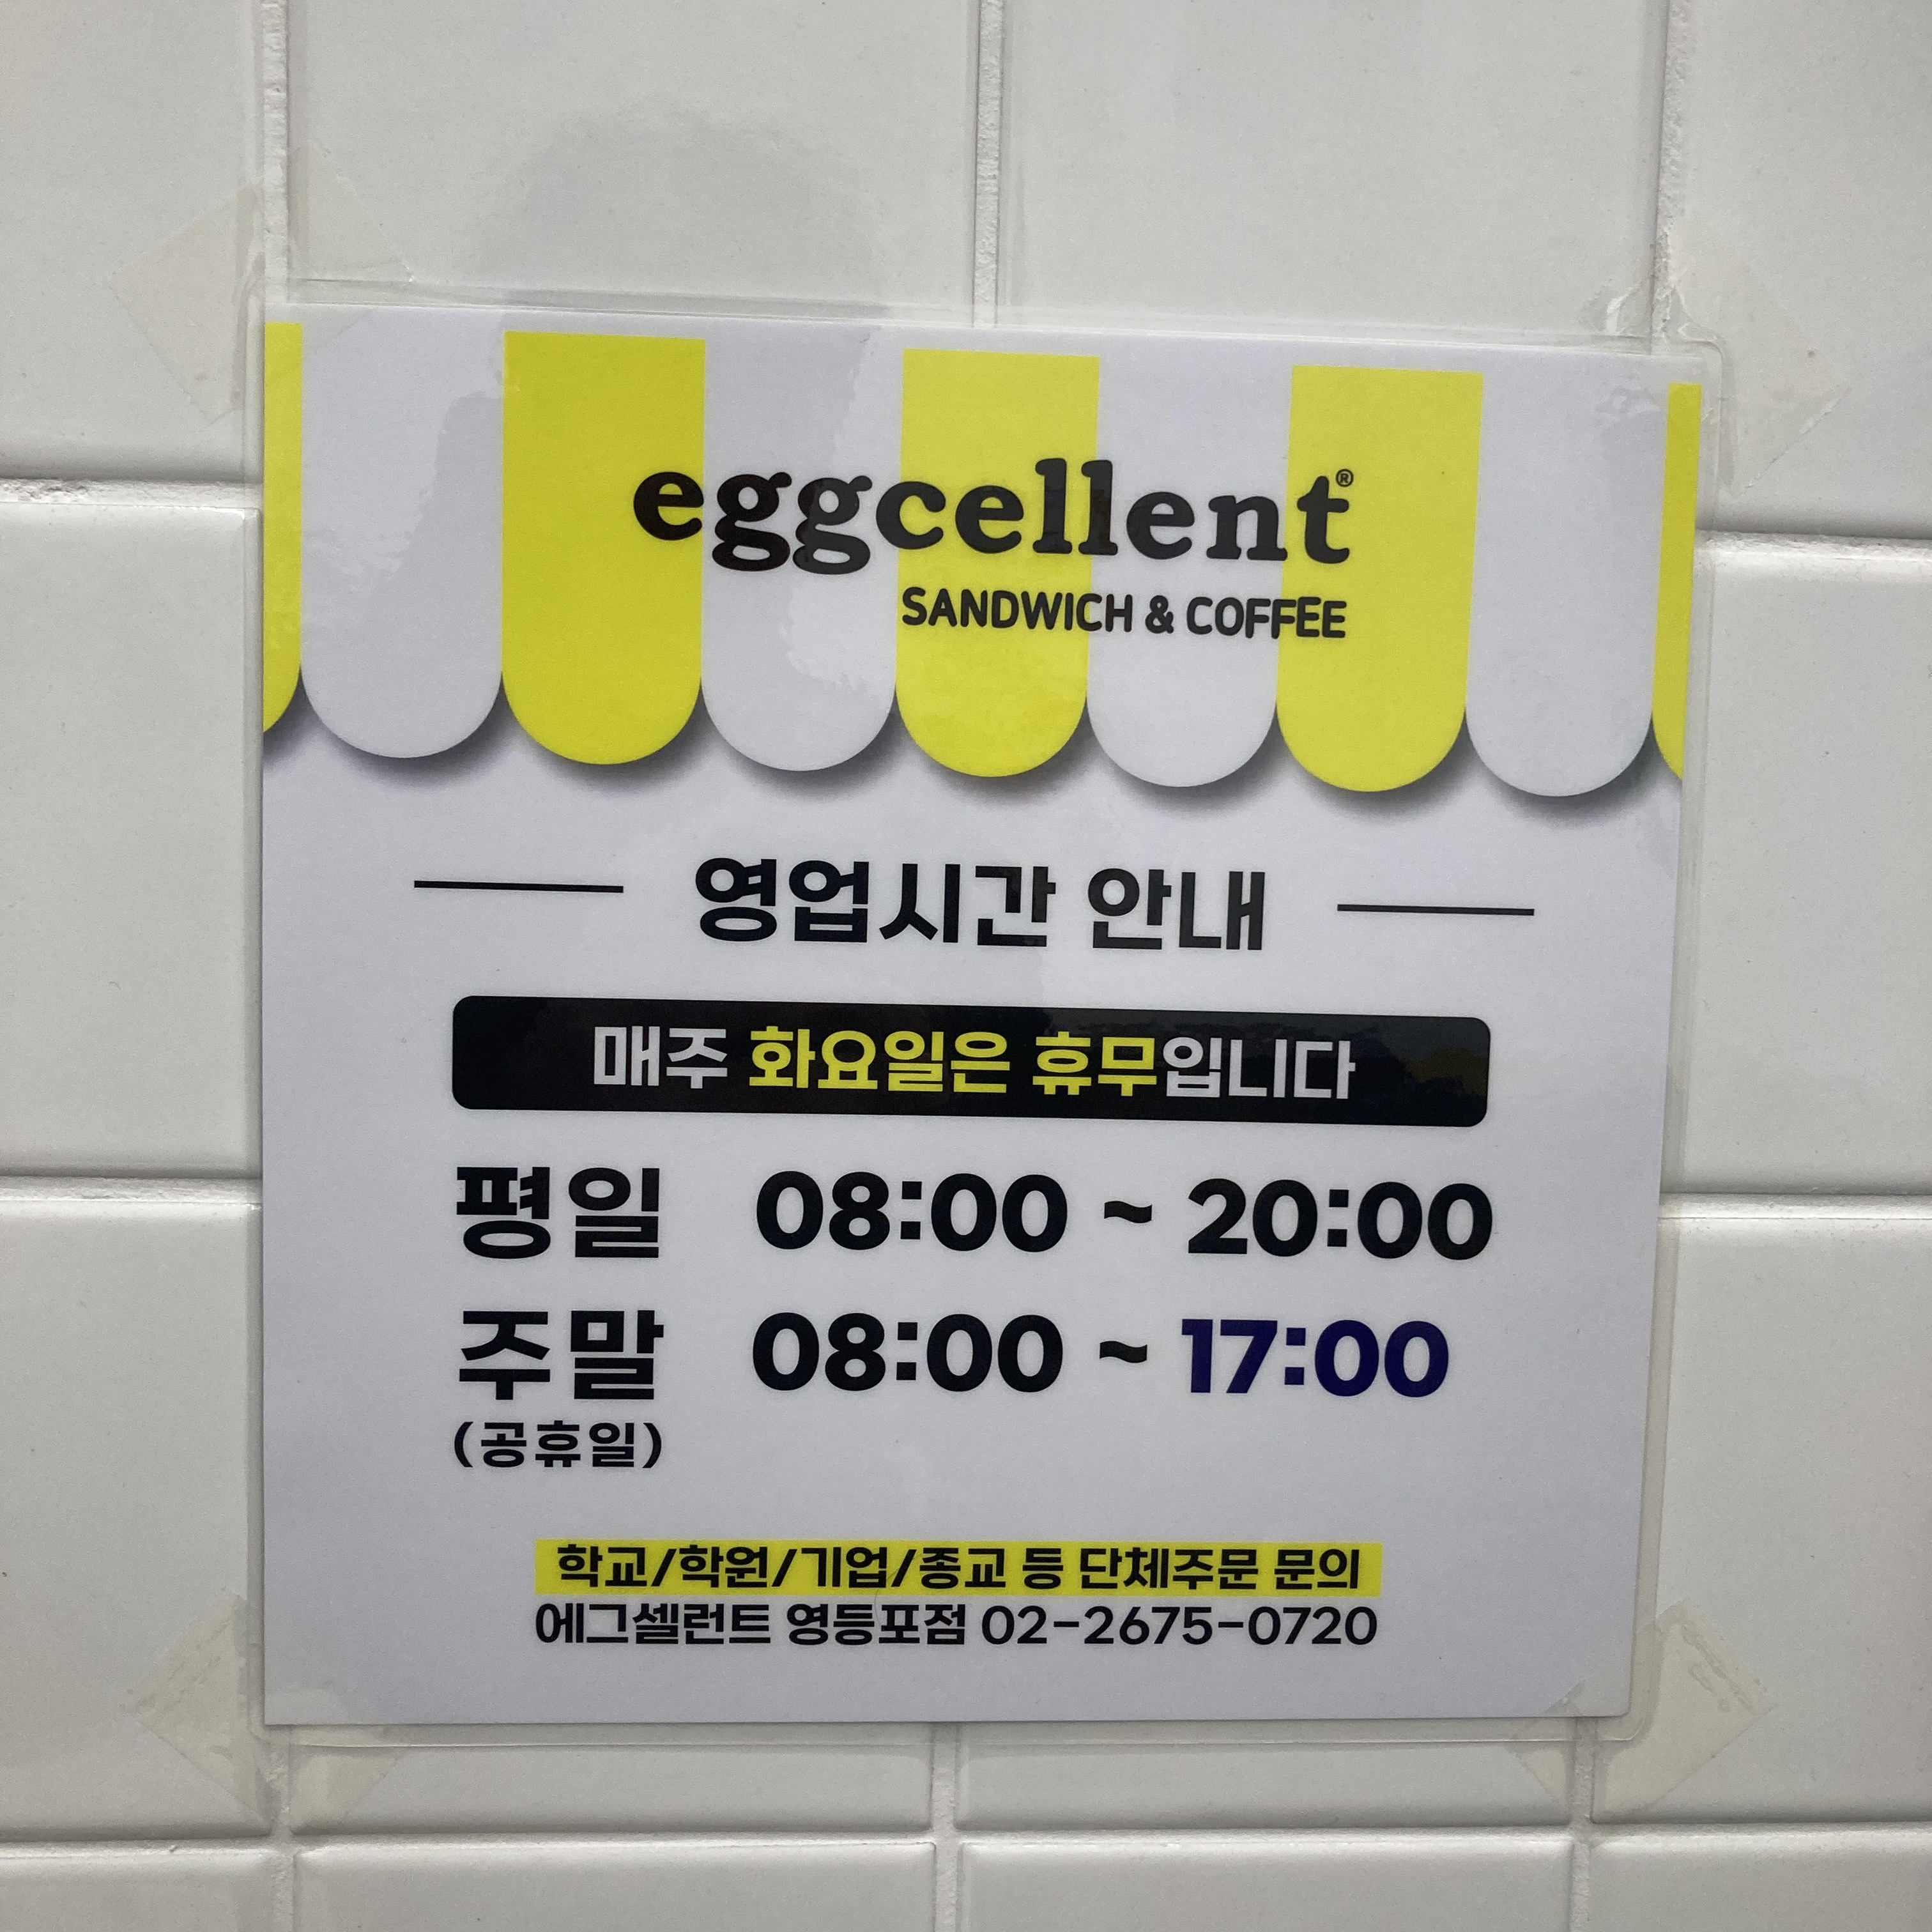 eggcellent®
SANDWICH & COFFEE
영업시간 안내
매주 화요일은 휴무입니다
평일 08:00 ~ 20:00
주말 08:00 ~ 17:00
(공휴일)
학교/학원/기업/종교 등 단체주문 문의
에그셀런트 영등포점 02-2675-0720